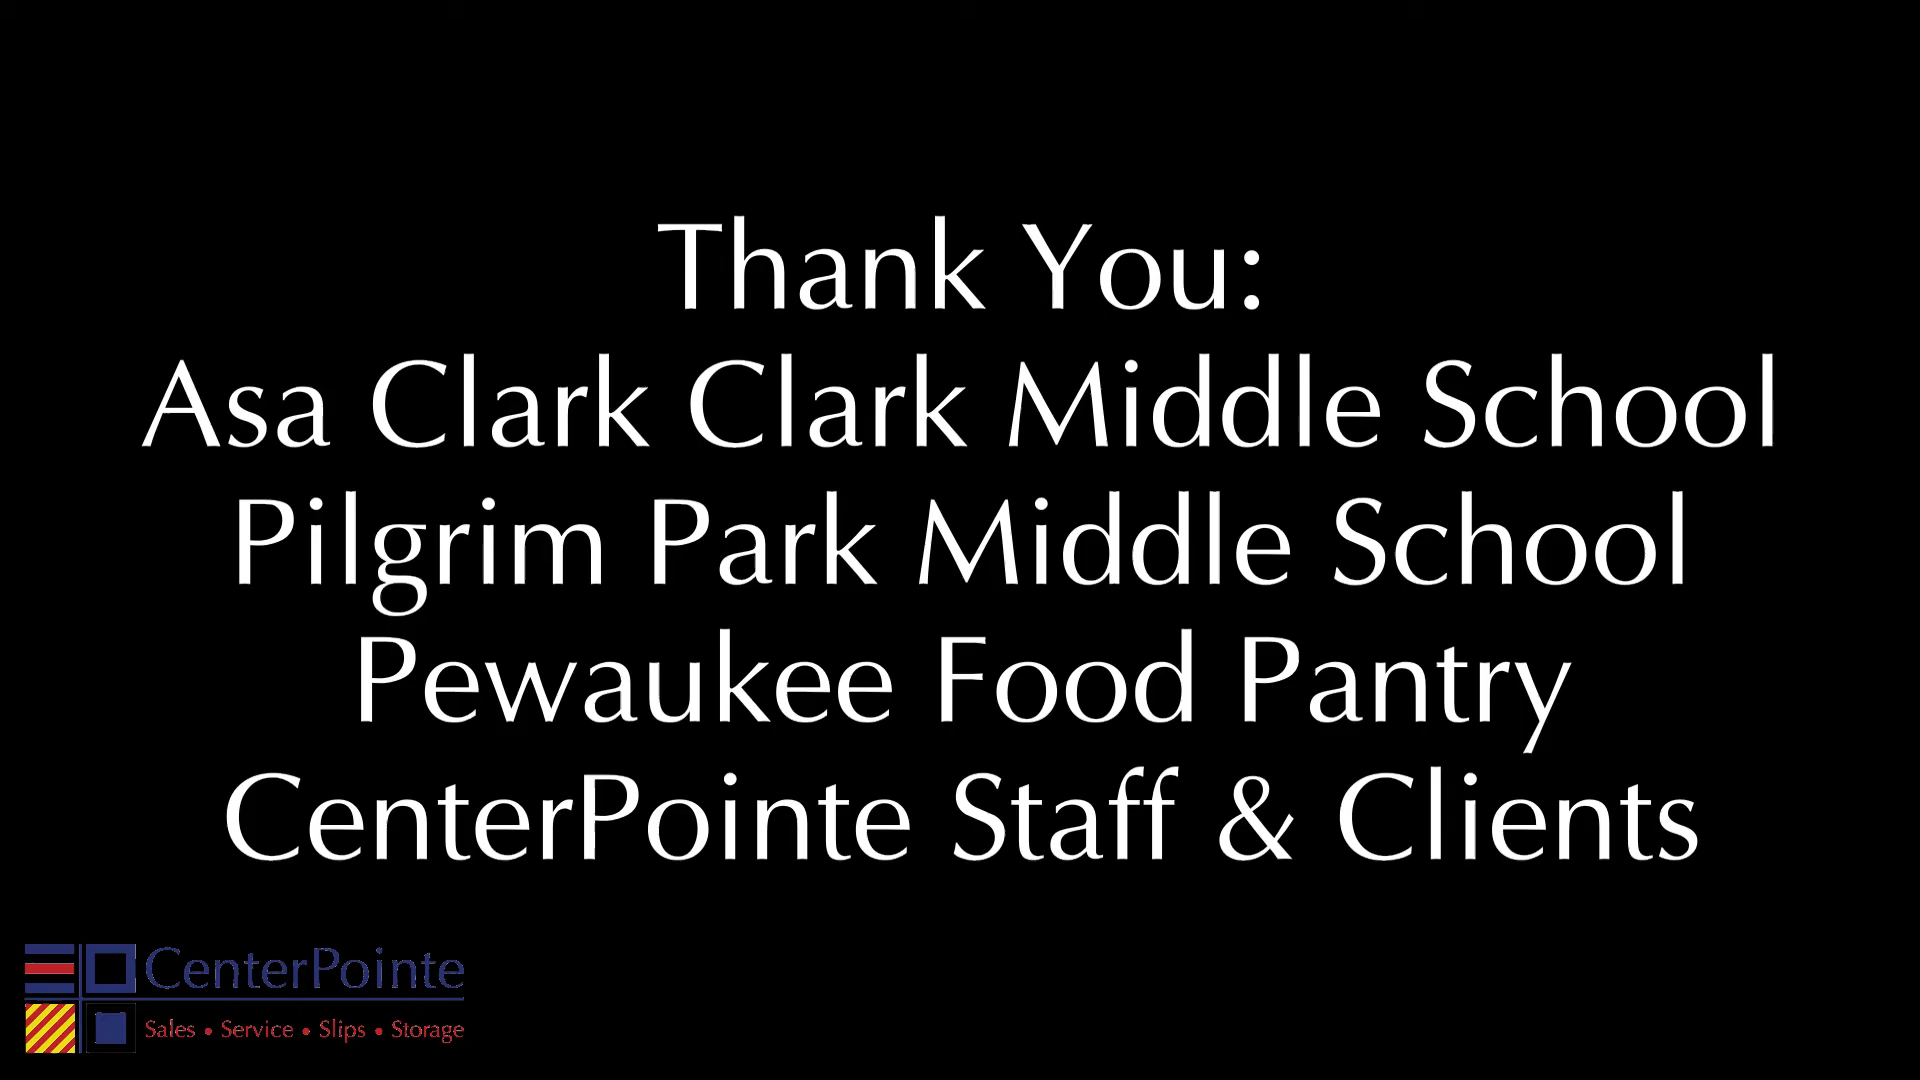 Thank You:
Asa Clark Clark Middle School
Pilgrim Park Middle School
Pewaukee Food Pantry
CenterPointe Staff & Clients
CenterPointe
Sales • Service • Slips • Storage